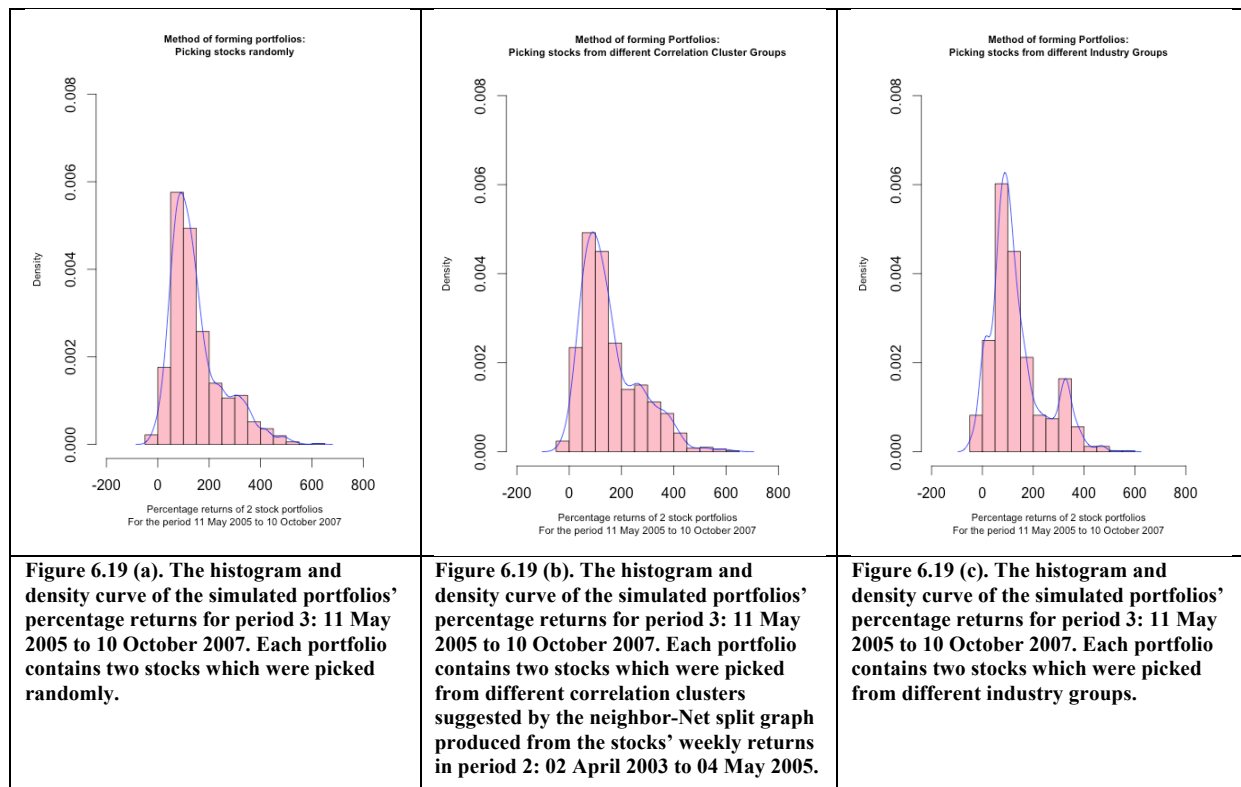 Method of forming portfolios:
Picking stocks randomly
0.008
0.006
0.004
0.002
0.000
Density
-200
0
200
400
600
800
Percentage returns of 2 stock portfolios
For the period 11 May 2005 to 10 October 2007
Method of forming Portfolios:
Picking stocks from different Correlation Cluster Groups
0.008
0.006
0.004
0.002
0.000
Density
-200
0
200
400
600
800
Percentage returns of 2 stock portfolios
For the period 11 May 2005 to 10 October 2007
Method of forming Portfolios:
Picking stocks from different Industry Groups
0.008
0.006
0.004
0.002
0.000
Density
-200
0
200
400
600
800
Percentage returns of 2 stock portfolios
For the period 11 May 2005 to 10 October 2007
Figure 6.19 (a). The histogram and
density curve of the simulated portfolios’
percentage returns for period 3: 11 May
2005 to 10 October 2007. Each portfolio
contains two stocks which were picked
randomly.
Figure 6.19 (b). The histogram and
density curve of the simulated portfolios’
percentage returns for period 3: 11 May
2005 to 10 October 2007. Each portfolio
contains two stocks which were picked
from different correlation clusters
suggested by the neighbor-Net split graph
produced from the stocks’ weekly returns
in period 2: 02 April 2003 to 04 May 2005.
Figure 6.19 (c). The histogram and
density curve of the simulated portfolios’
percentage returns for period 3: 11 May
2005 to 10 October 2007. Each portfolio
contains two stocks which were picked
from different industry groups.